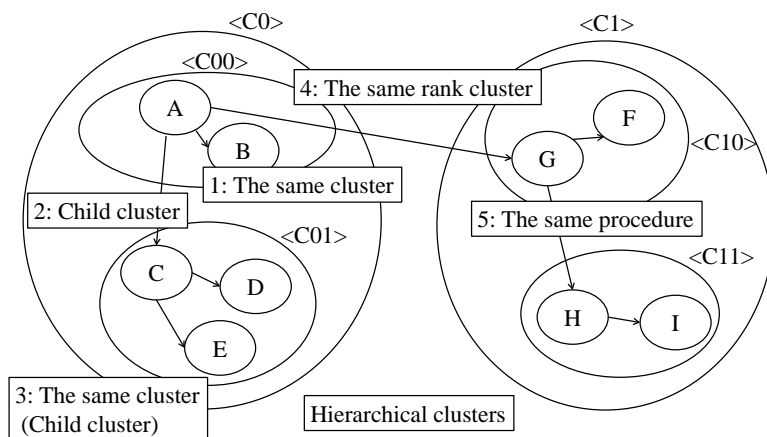 <C0>
<C1>
<C00>
4: The same rank cluster
A
F
B
G
<C10>
1: The same cluster
2: Child cluster
5: The same procedure
<C01>
<C11>
C
D
H
I
E
3: The same cluster
(Child cluster)
Hierarchical clusters